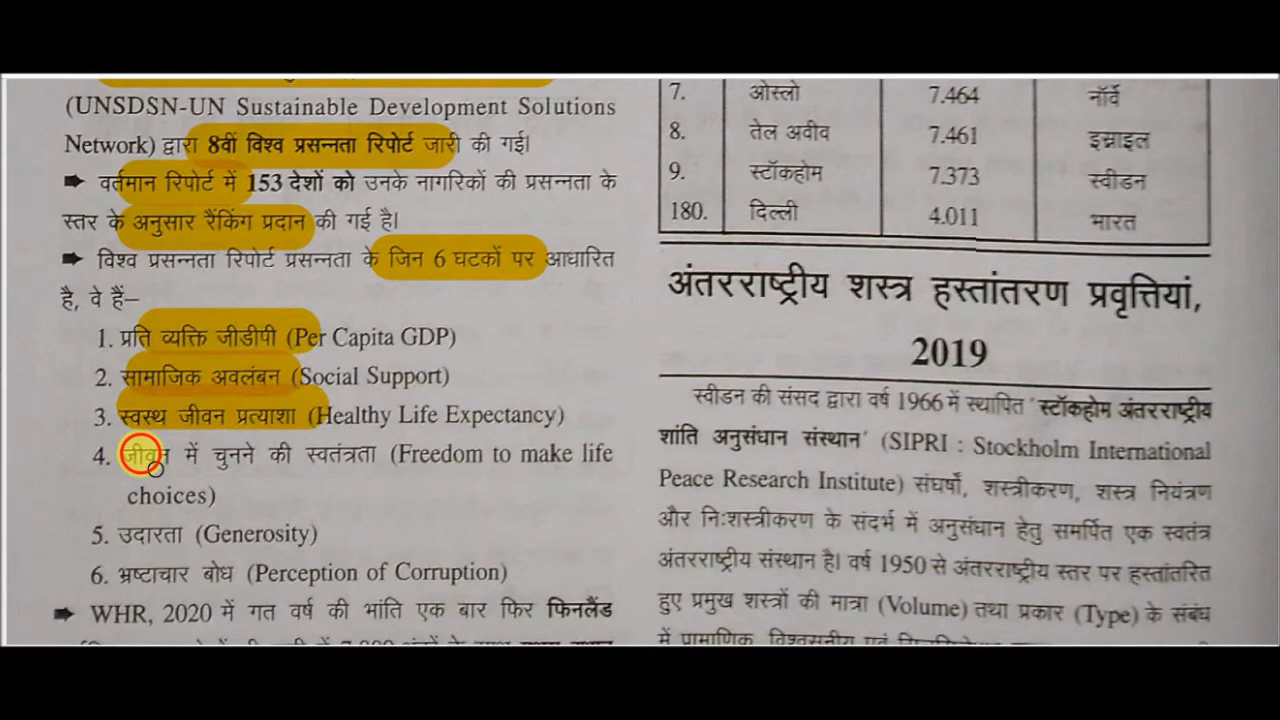 (UNSDSN-UN Sustainable Development Solutions
Network) द्वारा 8वीं विश्व प्रसन्नता रिपोर्ट जारी की गई।
➡ वर्तमान रिपोर्ट में 153 देशों को उनके नागरिकों की प्रसन्नता के
स्तर के अनुसार रैंकिंग प्रदान की गई है।
➡ विश्व प्रसन्नता रिपोर्ट प्रसन्नता के जिन 6 घटकों पर आधारित
है, वे हैं–
1. प्रति व्यक्ति जीडीपी (Per Capita GDP)
2. सामाजिक अवलंबन (Social Support)
3. स्वस्थ जीवन प्रत्याशा (Healthy Life Expectancy)
4. जीवन में चुनने की स्वतंत्रता (Freedom to make life
choices)
5. उदारता (Generosity)
6. भ्रष्टाचार बोध (Perception of Corruption)
➡ WHR, 2020 में गत वर्ष की भांति एक बार फिर फिनलैंड
7. ओस्लो 7.464 नॉर्वे
8. तेल अवीव 7.461 इस्राइल
9. स्टॉकहोम 7.373 स्वीडन
180. दिल्ली 4.011 भारत
अंतरराष्ट्रीय शस्त्र हस्तांतरण प्रवृत्तियां,
2019
स्वीडन की संसद द्वारा वर्ष 1966 में स्थापित 'स्टॉकहोम अंतरराष्ट्रीय
शांति अनुसंधान संस्थान' (SIPRI : Stockholm International
Peace Research Institute) संघर्षों, शस्त्रीकरण, शस्त्र नियंत्रण
और निःशस्त्रीकरण के संदर्भ में अनुसंधान हेतु समर्पित एक स्वतंत्र
अंतरराष्ट्रीय संस्थान है। वर्ष 1950 से अंतरराष्ट्रीय स्तर पर हस्तांतरित
हुए प्रमुख शस्त्रों की मात्रा (Volume) तथा प्रकार (Type) के संबंध
में प्रामाणिक, विश्वसनीय एवं